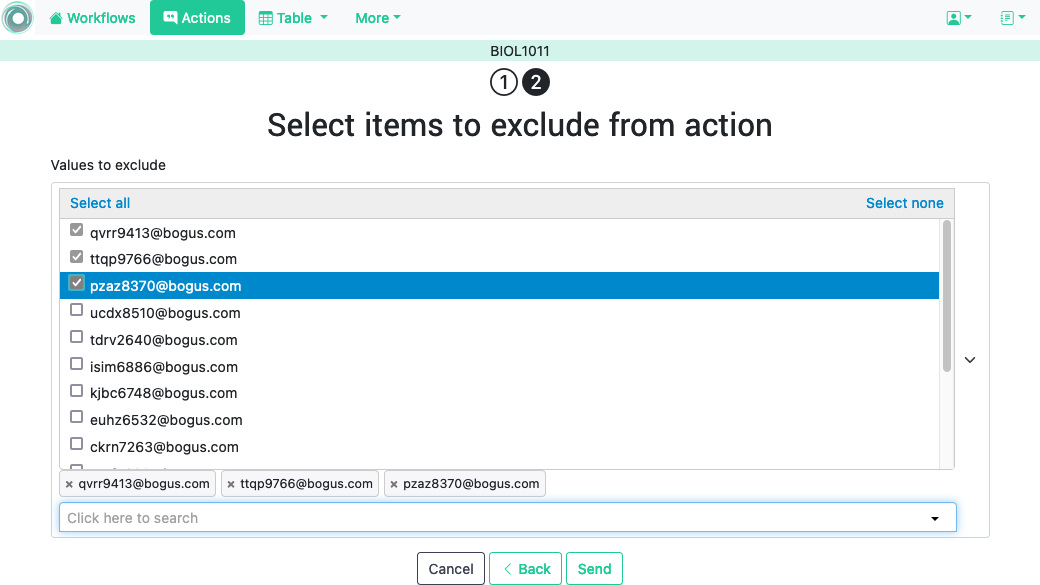 Workflows Actions Table More
BIOL1011
1 2
Select items to exclude from action
Values to exclude
Select all Select none
qvrr9413@bogus.com
ttqp9766@bogus.com
pzaz8370@bogus.com
ucdx8510@bogus.com
tdrv2640@bogus.com
isim6886@bogus.com
kjbc6748@bogus.com
euhz6532@bogus.com
ckrn7263@bogus.com
× qvrr9413@bogus.com × ttqp9766@bogus.com × pzaz8370@bogus.com
Click here to search
Cancel Back Send